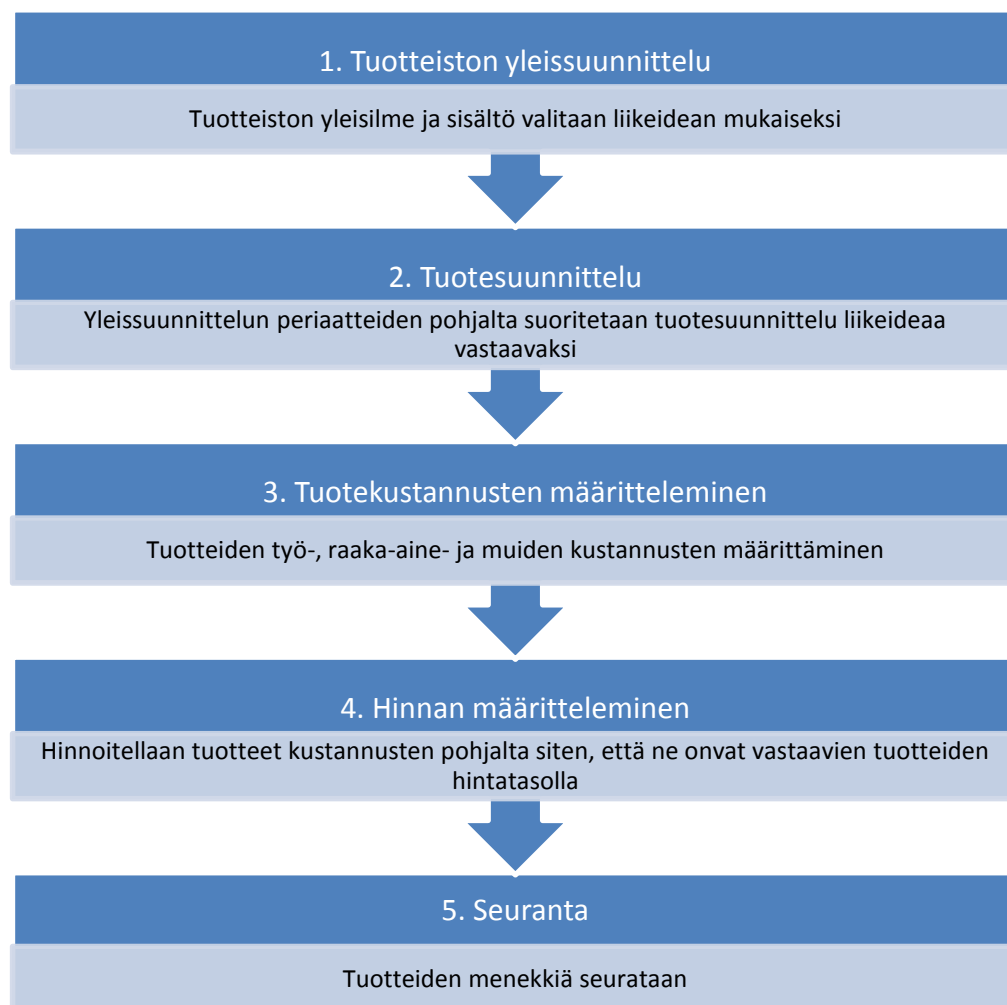 1. Tuotteiston yleissuunnittelu
Tuotteiston yleisilme ja sisältö valitaan liikeidean mukaiseksi
2. Tuotesuunnittelu
Yleissuunnittelun periaatteiden pohjalta suoritetaan tuotesuunnittelu liikeideaa
vastaavaksi
3. Tuotekustannusten määritteleminen
Tuotteiden työ-, raaka-aine- ja muiden kustannusten määrittäminen
4. Hinnan määritteleminen
Hinnoitellaan tuotteet kustannusten pohjalta siten, että ne onvat vastaavien tuotteiden
hintatasolla
5. Seuranta
Tuotteiden menekkiä seurataan